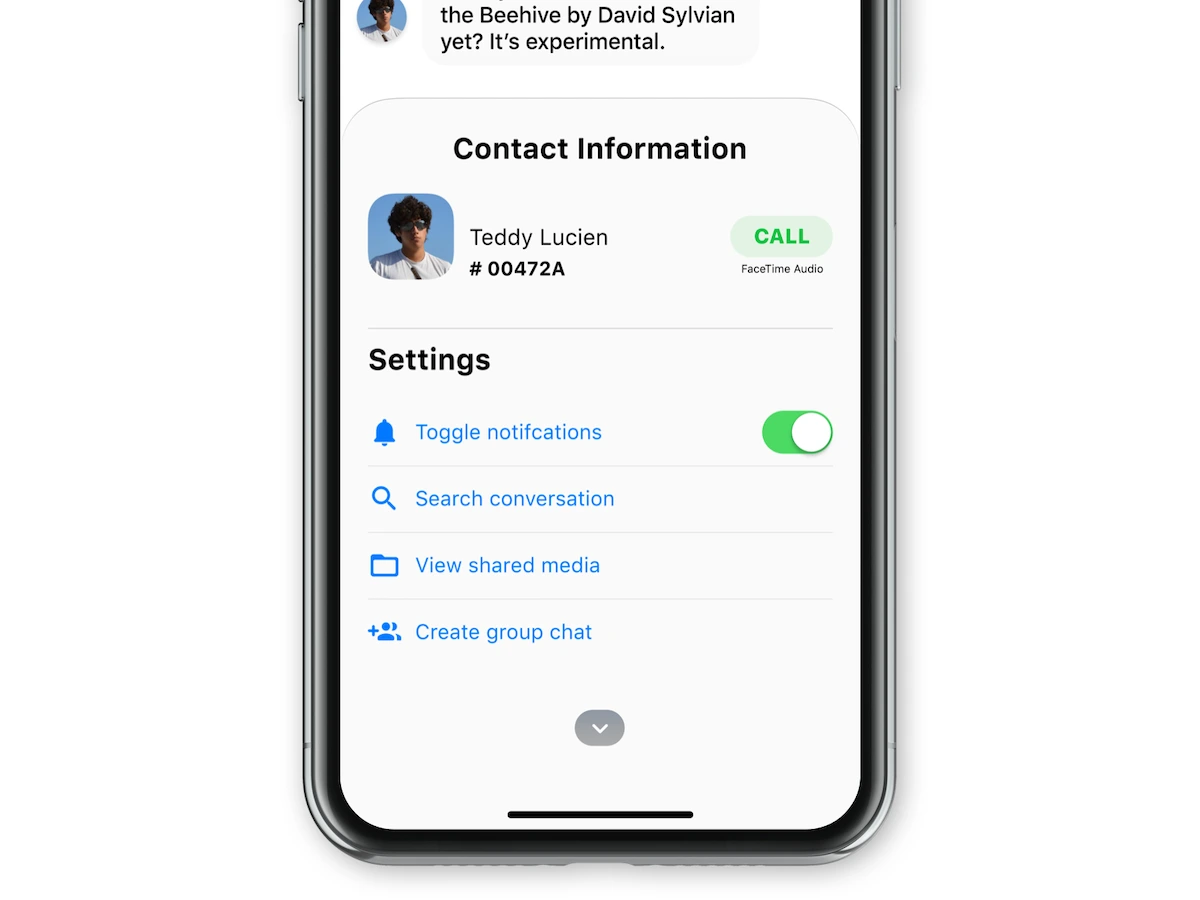 the Beehive by David Sylvian
yet? It’s experimental.
Contact Information
Teddy Lucien
# 00472A
CALL
FaceTime Audio
Settings
Toggle notifcations
Search conversation
View shared media
Create group chat